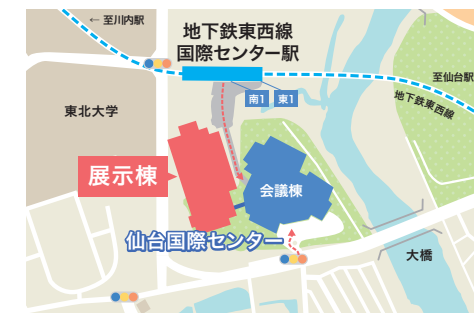 ← 至川内駅
地下鉄東西線
国際センター駅
至仙台駅
地下鉄東西線
南1 東1
東北大学
展示棟
会議棟
仙台国際センター
大橋